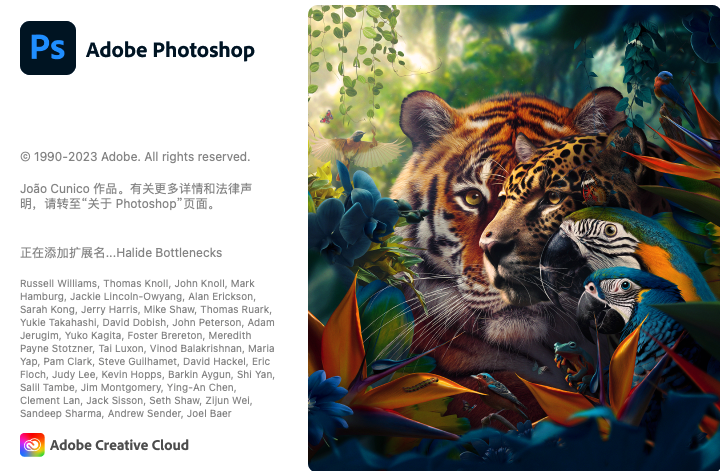 Ps Adobe Photoshop
© 1990-2023 Adobe. All rights reserved.
João Cunico 作品。有关更多详情和法律声
明，请转至“关于 Photoshop”页面。
正在添加扩展名...Halide Bottlenecks
Russell Williams, Thomas Knoll, John Knoll, Mark
Hamburg, Jackie Lincoln-Owyang, Alan Erickson,
Sarah Kong, Jerry Harris, Mike Shaw, Thomas Ruark,
Yukie Takahashi, David Dobish, John Peterson, Adam
Jerugim, Yuko Kagita, Foster Brereton, Meredith
Payne Stotzner, Tai Luxon, Vinod Balakrishnan, Maria
Yap, Pam Clark, Steve Guilhamet, David Hackel, Eric
Floch, Judy Lee, Kevin Hopps, Barkin Aygun, Shi Yan,
Salil Tambe, Jim Montgomery, Ying-An Chen,
Clement Lan, Jack Sisson, Seth Shaw, Zijun Wei,
Sandeep Sharma, Andrew Sender, Joel Baer
Adobe Creative Cloud